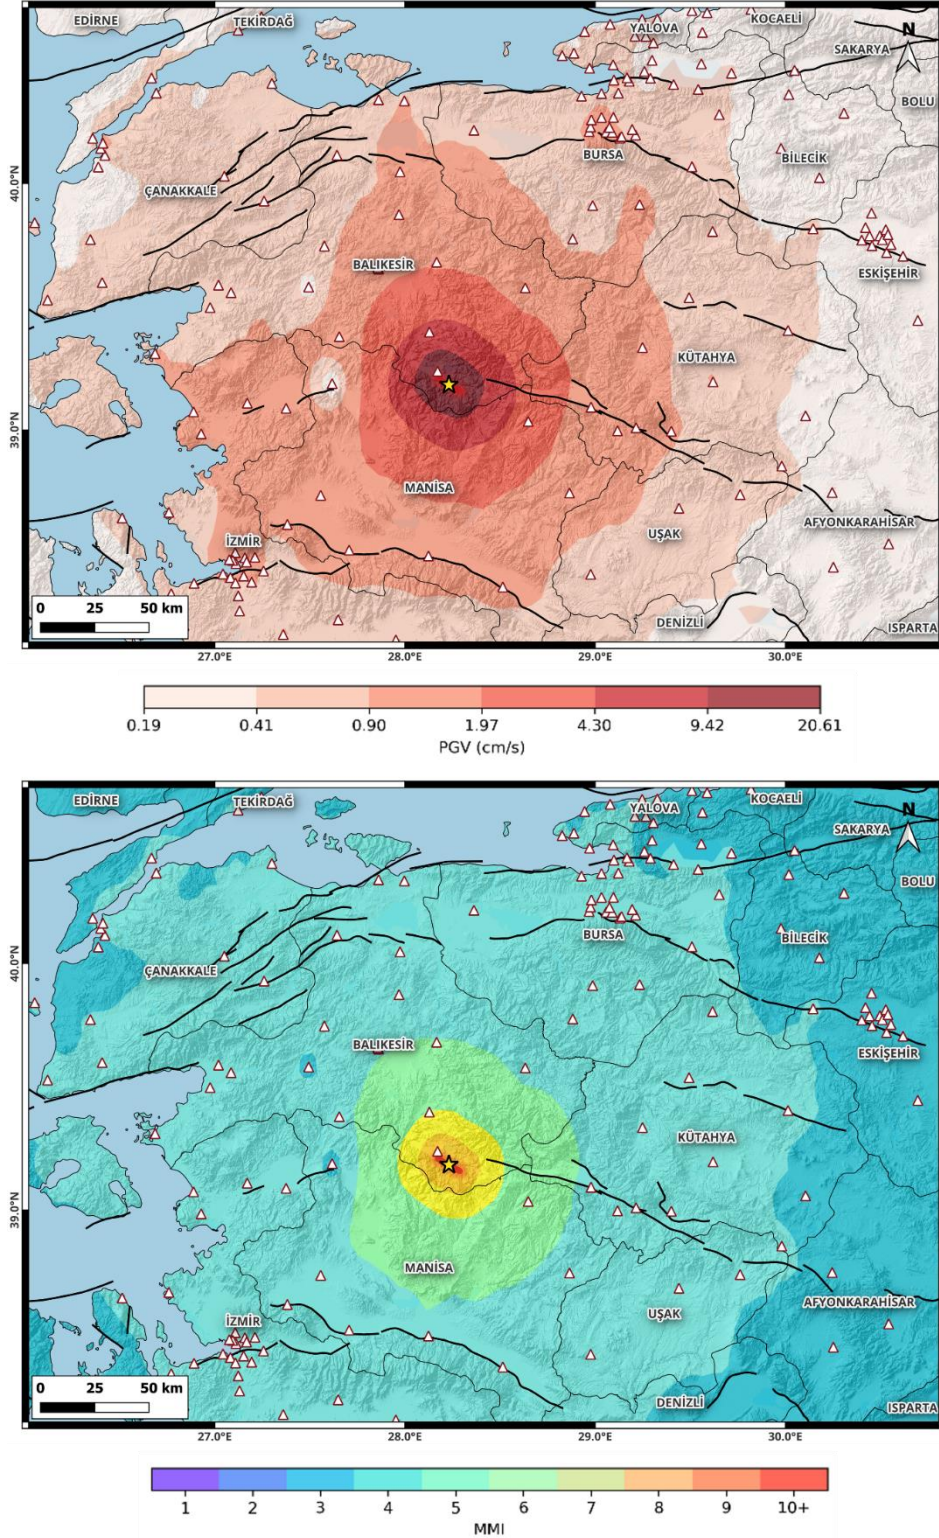 EDİRNE
TEKİRDAĞ
YALOVA
KOCAELİ
N
SAKARYA
BOLU
BURSA
BİLECİK
40.0°N
ÇANAKKALE
BALIKESİR
ESKİŞEHİR
KÜTAHYA
39.0°N
MANİSA
AFYONKARAHİSAR
UŞAK
İZMİR
0 25 50 km
DENİZLİ
ISPARTA
27.0°E 28.0°E 29.0°E 30.0°E
0.19 0.41 0.90 1.97 4.30 9.42 20.61
PGV (cm/s)
EDİRNE
TEKİRDAĞ
YALOVA
KOCAELİ
N
SAKARYA
BOLU
BURSA
BİLECİK
40.0°N
ÇANAKKALE
BALIKESİR
ESKİŞEHİR
KÜTAHYA
39.0°N
MANİSA
AFYONKARAHİSAR
UŞAK
İZMİR
0 25 50 km
DENİZLİ
ISPARTA
27.0°E 28.0°E 29.0°E 30.0°E
1 2 3 4 5 6 7 8 9 10+
MMI